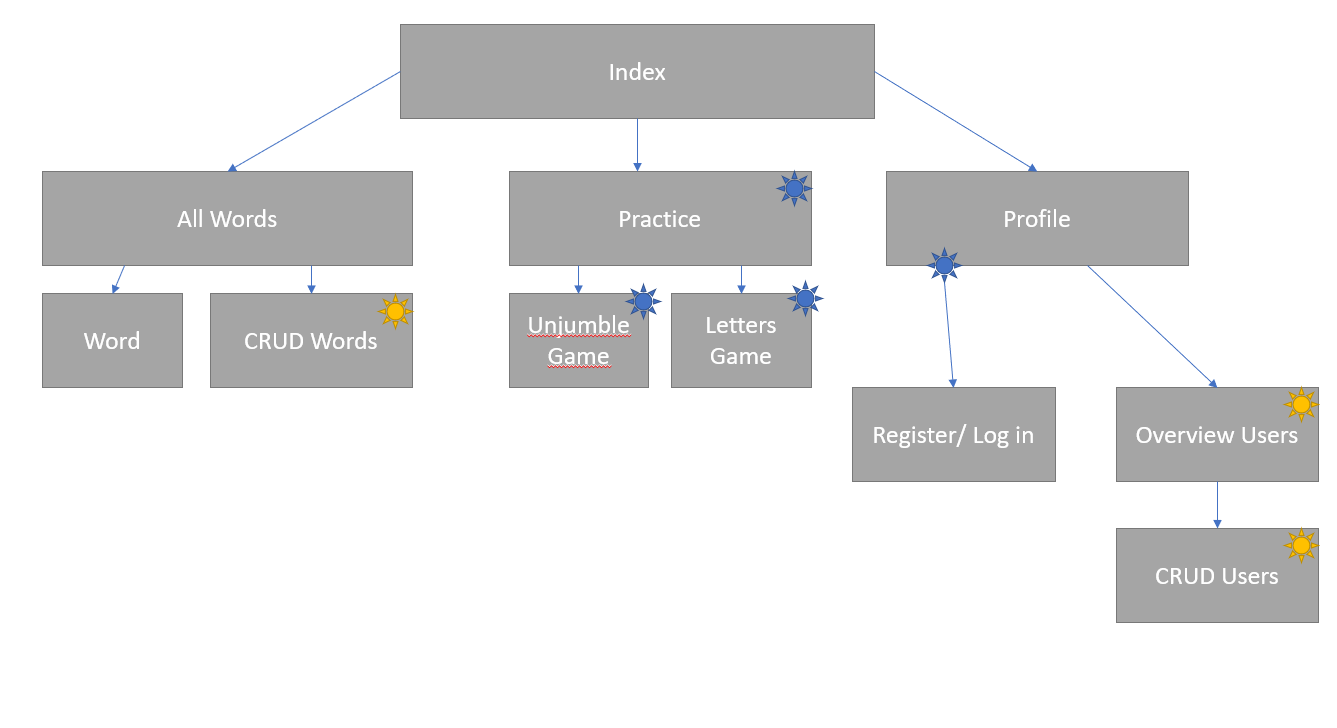 Index
All Words
Practice
Profile
Word
CRUD Words
Unjumble
Game
Letters
Game
Register/ Log in
Overview Users
CRUD Users